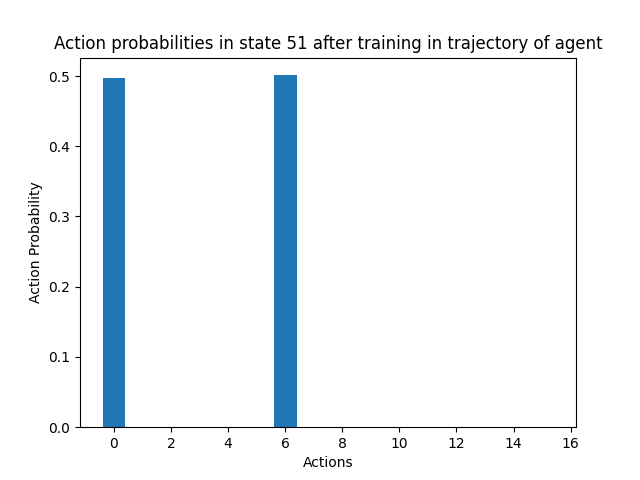 Action probabilities in state 51 after training in trajectory of agent
0.5
0.4
0.3
0.2
0.1
0.0
Action Probability
0 2 4 6 8 10 12 14 16
Actions